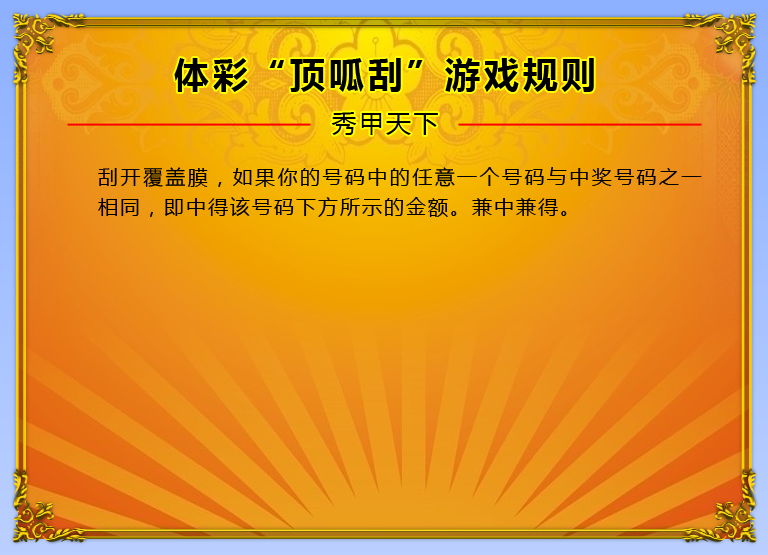 体彩“顶呱刮”游戏规则
秀甲天下
刮开覆盖膜，如果你的号码中的任意一个号码与中奖号码之一
相同，即中得该号码下方所示的金额。兼中兼得。